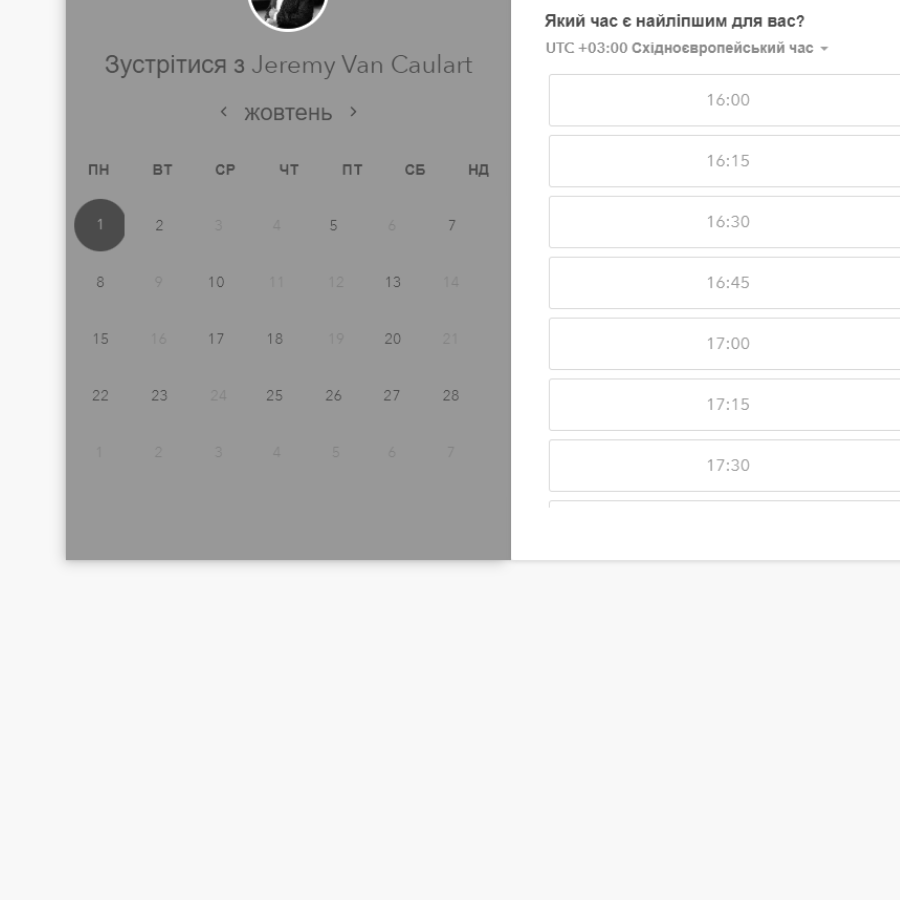 Зустрітися з Jeremy Van Caulart
жовтень
ПН ВТ СР ЧТ ПТ СБ НД
1 2 3 4 5 6 7
8 9 10 11 12 13 14
15 16 17 18 19 20 21
22 23 24 25 26 27 28
1 2 3 4 5 6 7
Який час є найліпшим для вас?
UTC +03:00 Східноєвропейський час
16:00
16:15
16:30
16:45
17:00
17:15
17:30